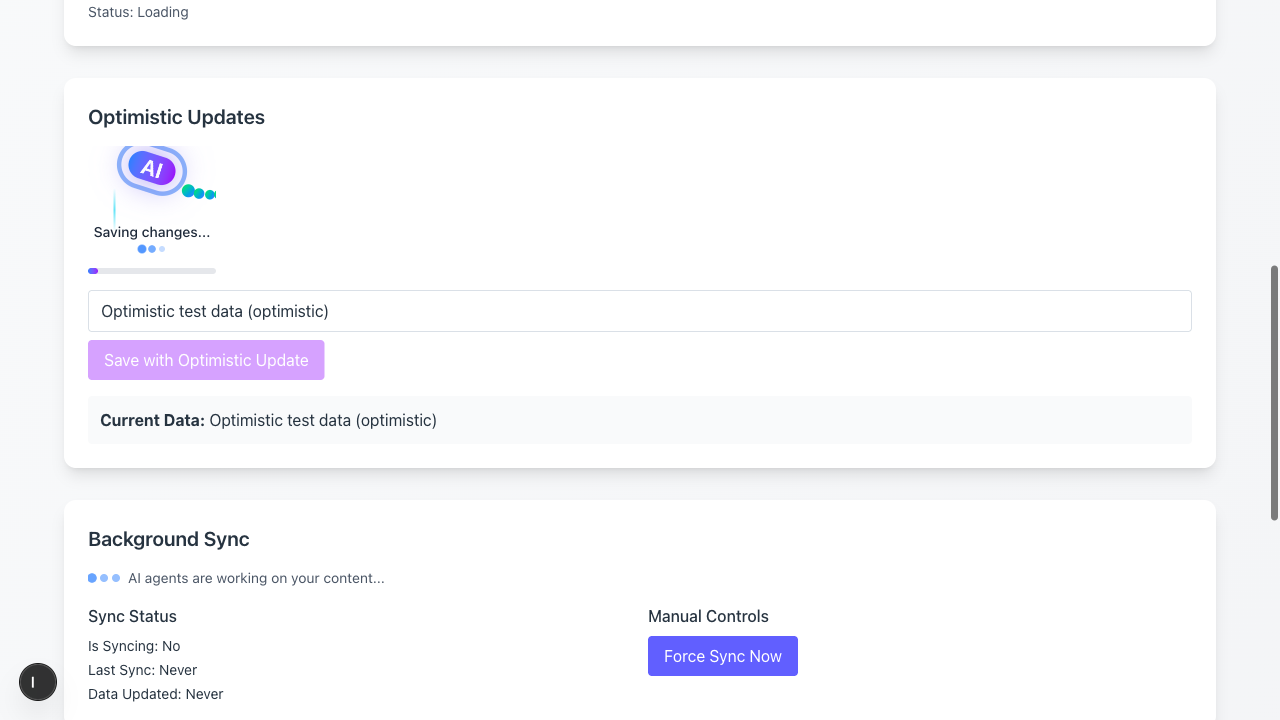 Status: Loading
Optimistic Updates
AI
Saving changes...
Optimistic test data (optimistic)
Save with Optimistic Update
Current Data: Optimistic test data (optimistic)
Background Sync
AI agents are working on your content...
Sync Status
Is Syncing: No
Last Sync: Never
Data Updated: Never
Manual Controls
Force Sync Now